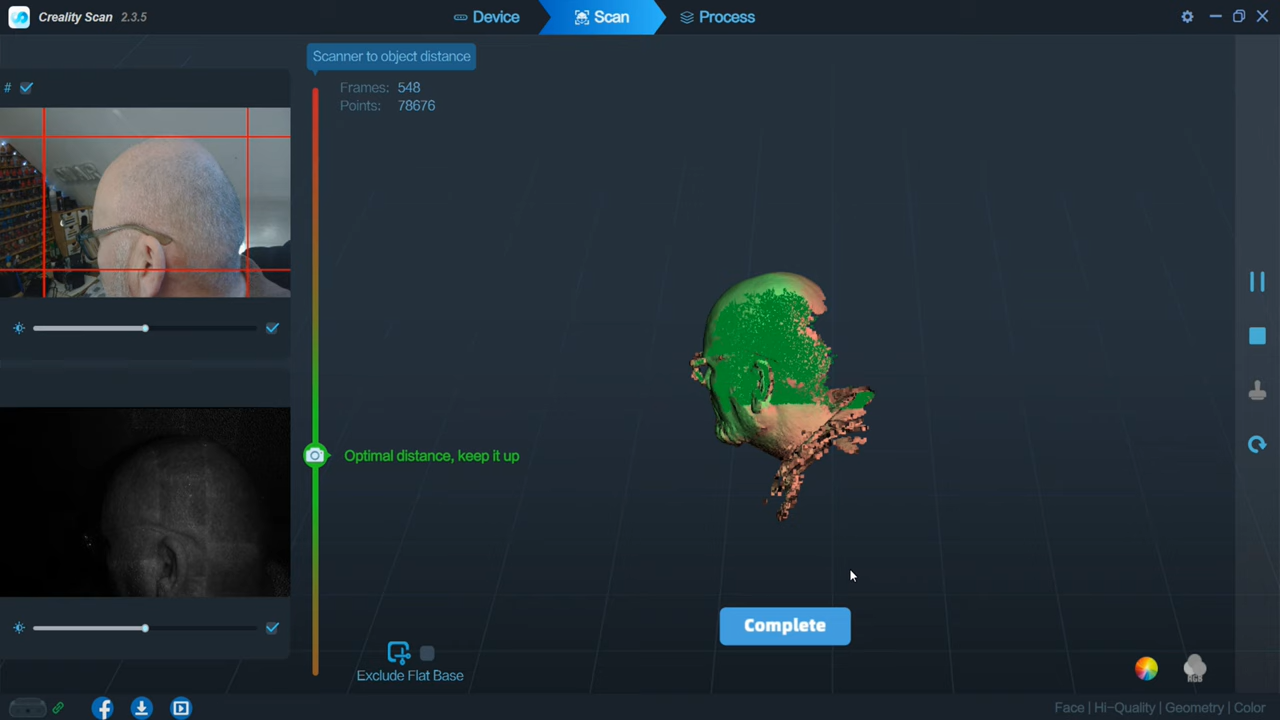 Creality Scan 2.3.5
Device
Scan
Process
Scanner to object distance
#
Frames: 548
Points: 78676
Optimal distance, keep it up
Complete
Exclude Flat Base
RGB
Face | Hi-Quality | Geometry | Color